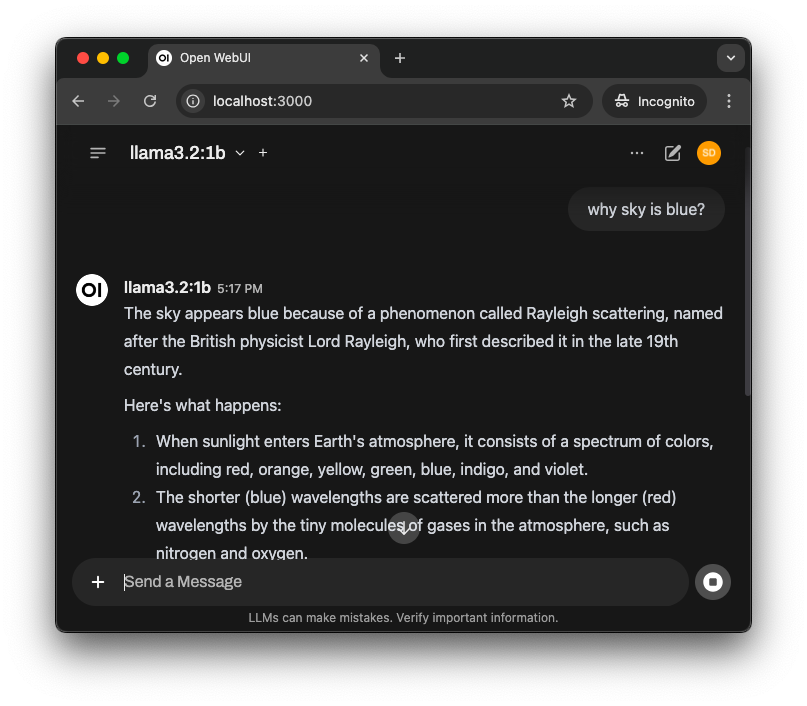 OI Open WebUI
localhost:3000
Incognito
llama3.2:1b
SD
why sky is blue?
OI
llama3.2:1b 5:17 PM
The sky appears blue because of a phenomenon called Rayleigh scattering, named
after the British physicist Lord Rayleigh, who first described it in the late 19th
century.
Here's what happens:
1. When sunlight enters Earth's atmosphere, it consists of a spectrum of colors,
including red, orange, yellow, green, blue, indigo, and violet.
2. The shorter (blue) wavelengths are scattered more than the longer (red)
wavelengths by the tiny molecules of gases in the atmosphere, such as
nitrogen and oxygen.
Send a Message
LLMs can make mistakes. Verify important information.